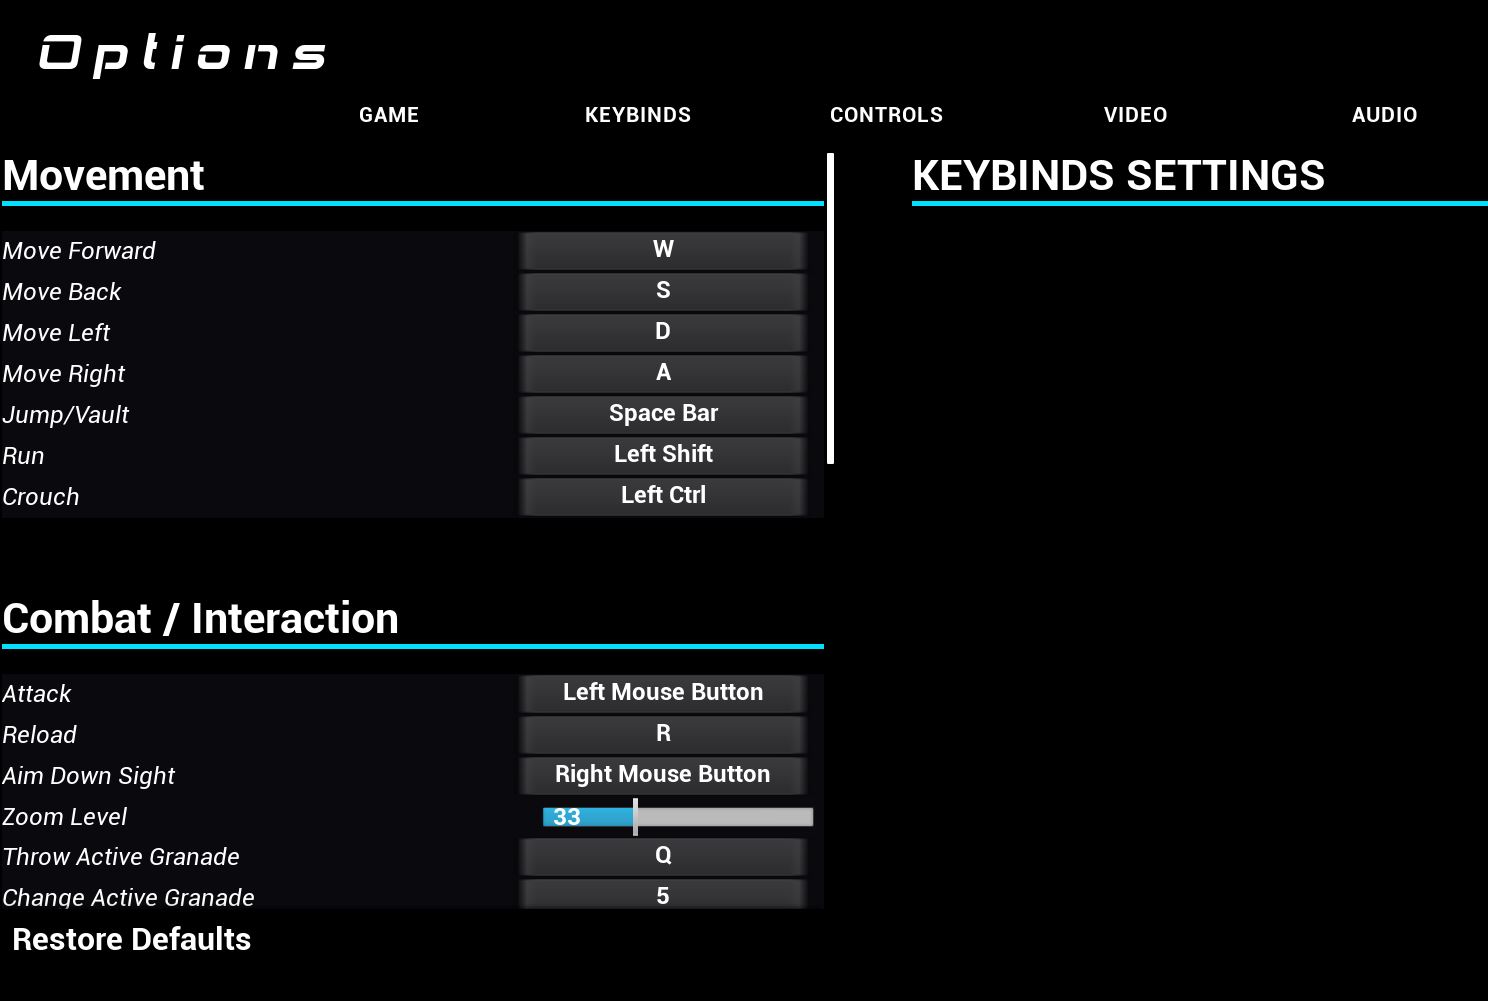 Options
GAME KEYBINDS CONTROLS VIDEO AUDIO
Movement
Move Forward W
Move Back S
Move Left D
Move Right A
Jump/Vault Space Bar
Run Left Shift
Crouch Left Ctrl
Combat / Interaction
Attack Left Mouse Button
Reload R
Aim Down Sight Right Mouse Button
Zoom Level 33
Throw Active Granade Q
Change Active Granade 5
Restore Defaults
KEYBINDS SETTINGS